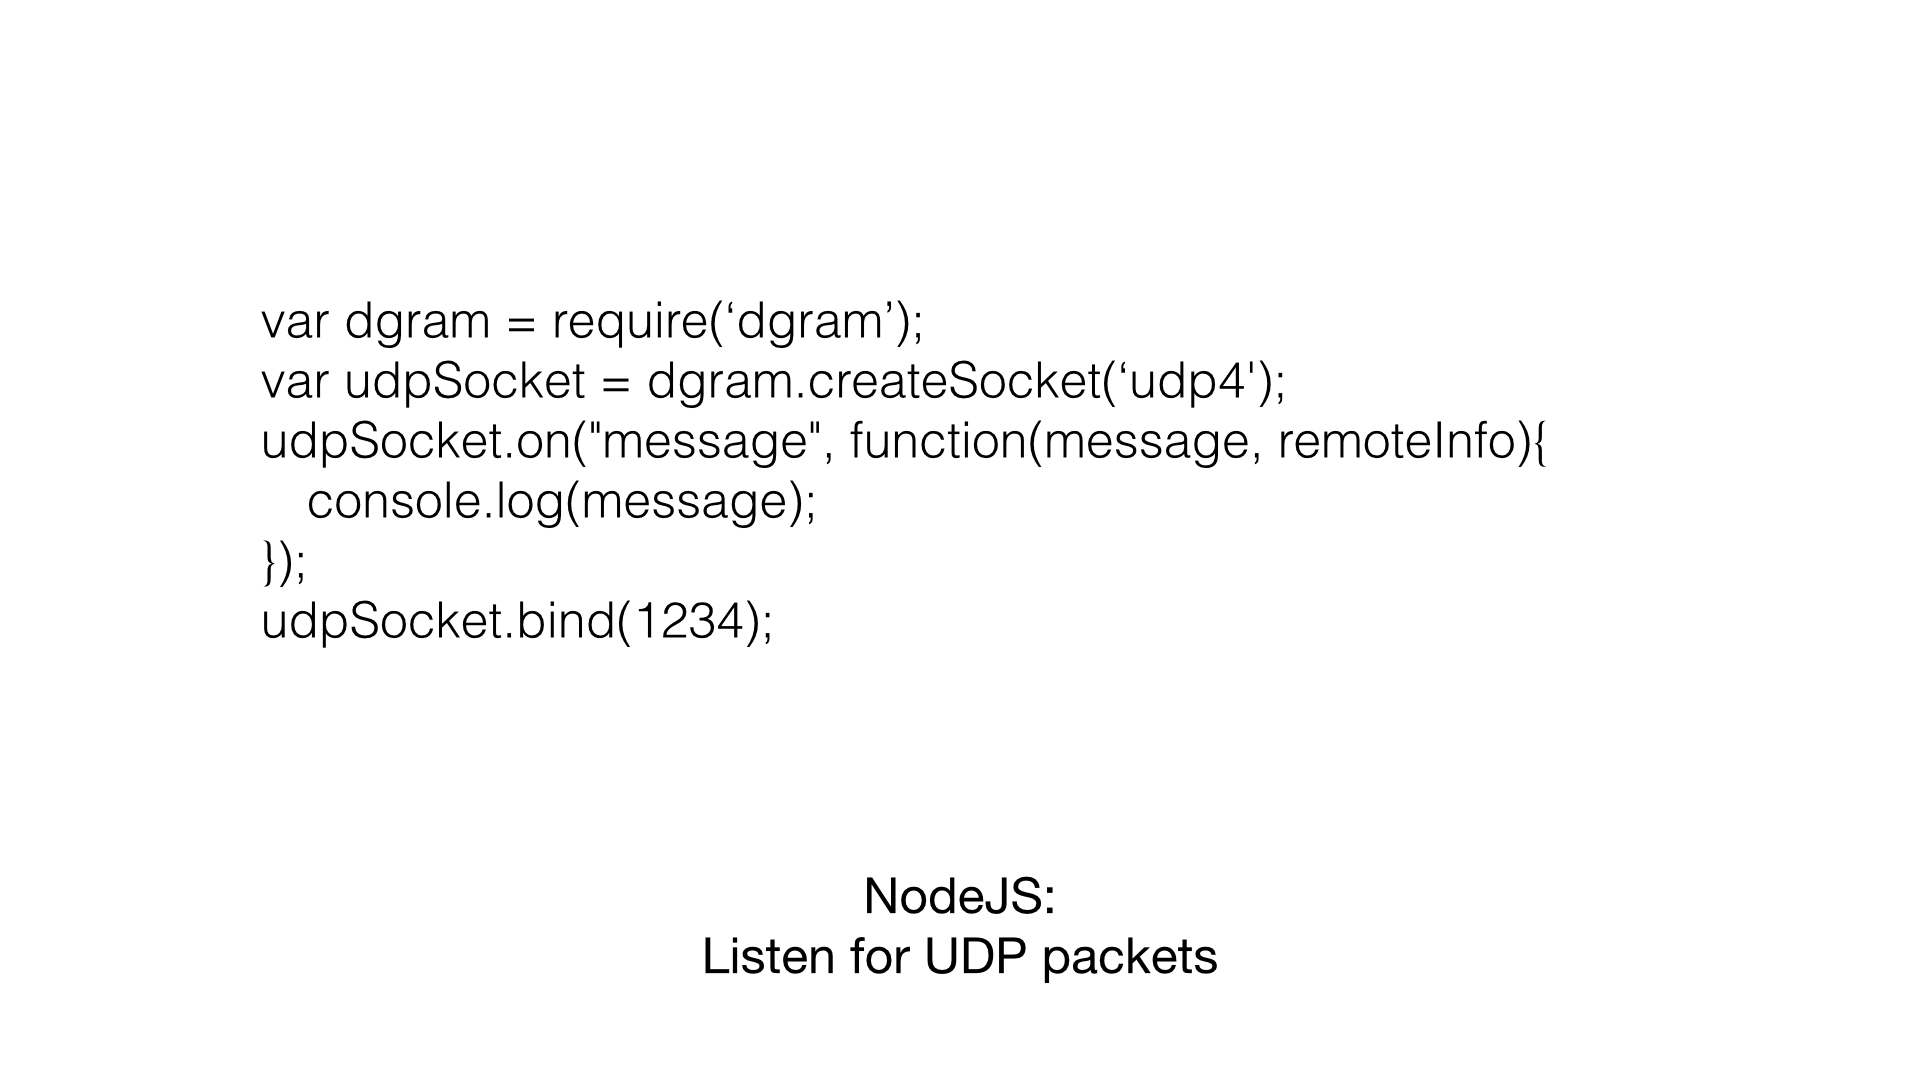 var dgram = require(‘dgram’);
var udpSocket = dgram.createSocket(‘udp4');
udpSocket.on("message", function(message, remoteInfo){
    console.log(message);
});
udpSocket.bind(1234);
NodeJS:
Listen for UDP packets